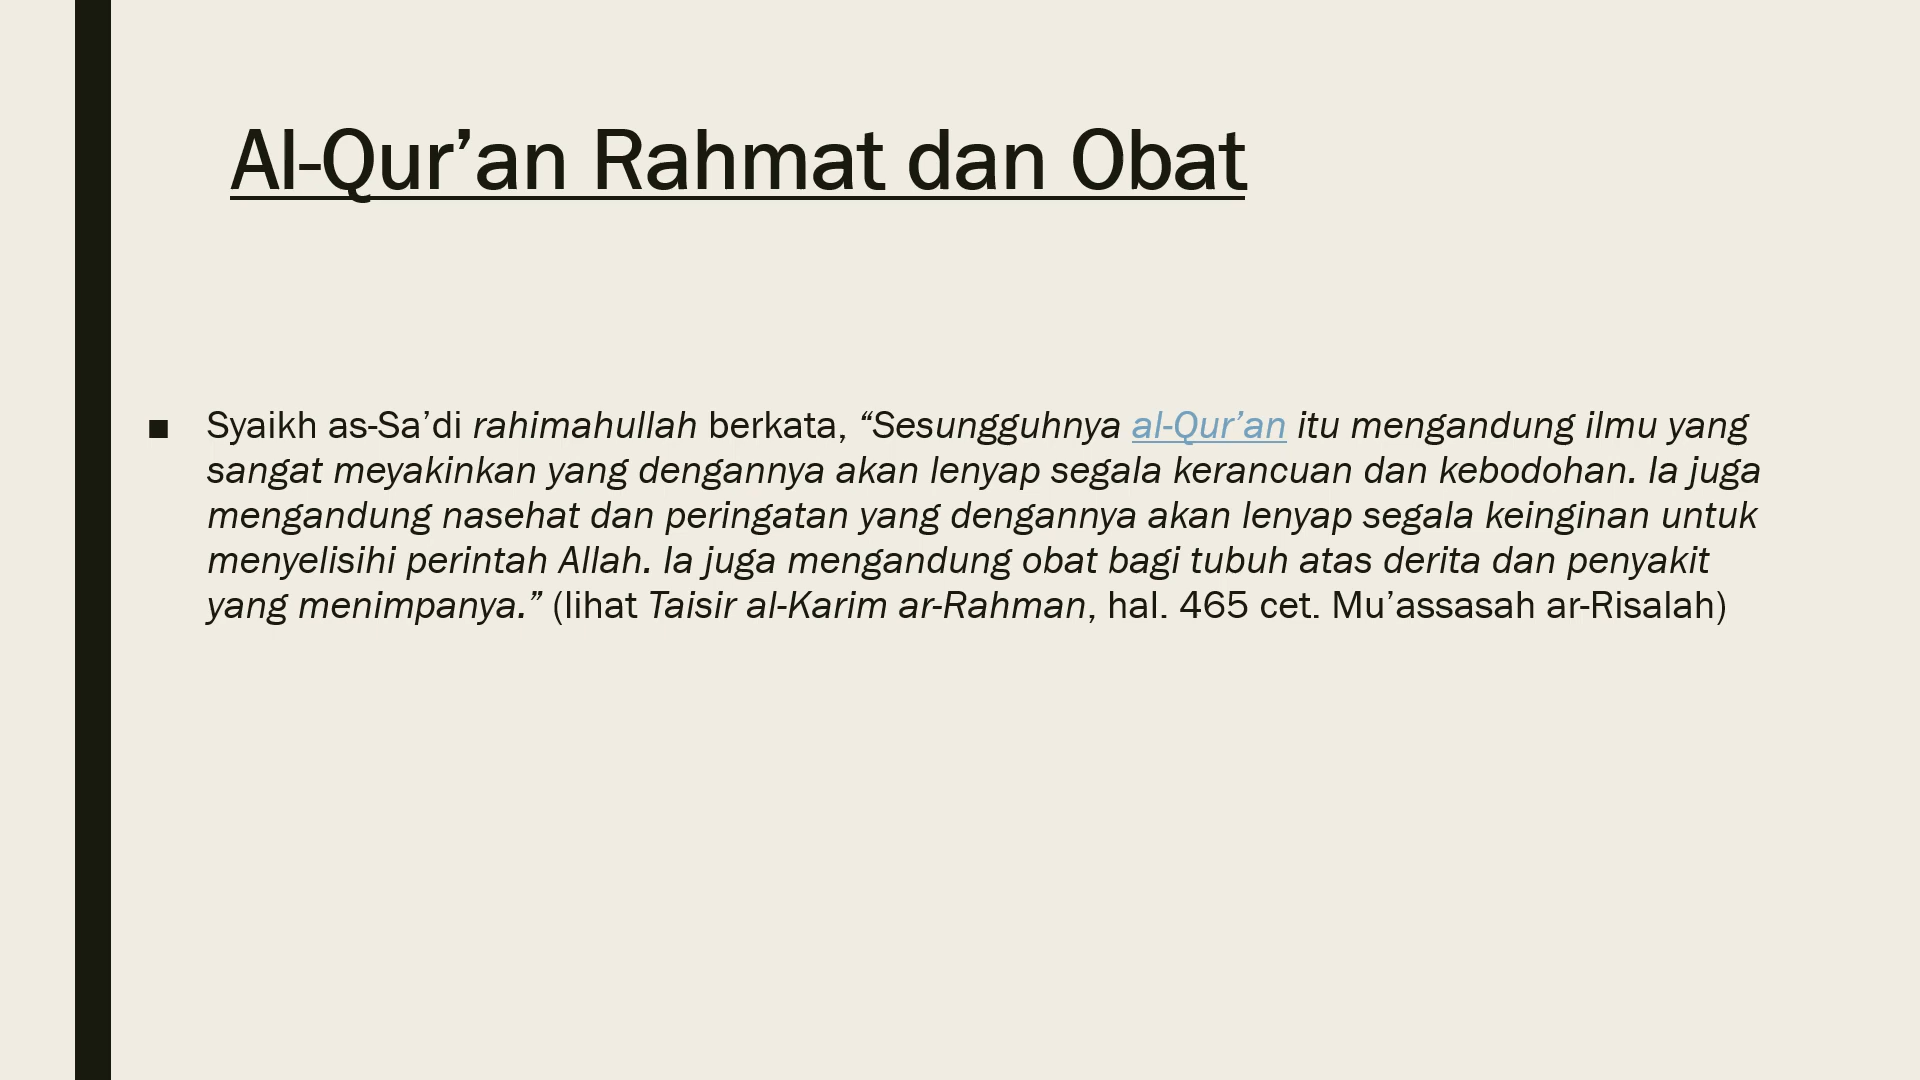 Al-Qur’an Rahmat dan Obat
■ Syaikh as-Sa’di rahimahullah berkata, “Sesungguhnya al-Qur’an itu mengandung ilmu yang
sangat meyakinkan yang dengannya akan lenyap segala kerancuan dan kebodohan. Ia juga
mengandung nasehat dan peringatan yang dengannya akan lenyap segala keinginan untuk
menyelisihi perintah Allah. Ia juga mengandung obat bagi tubuh atas derita dan penyakit
yang menimpanya.” (lihat Taisir al-Karim ar-Rahman, hal. 465 cet. Mu’assasah ar-Risalah)